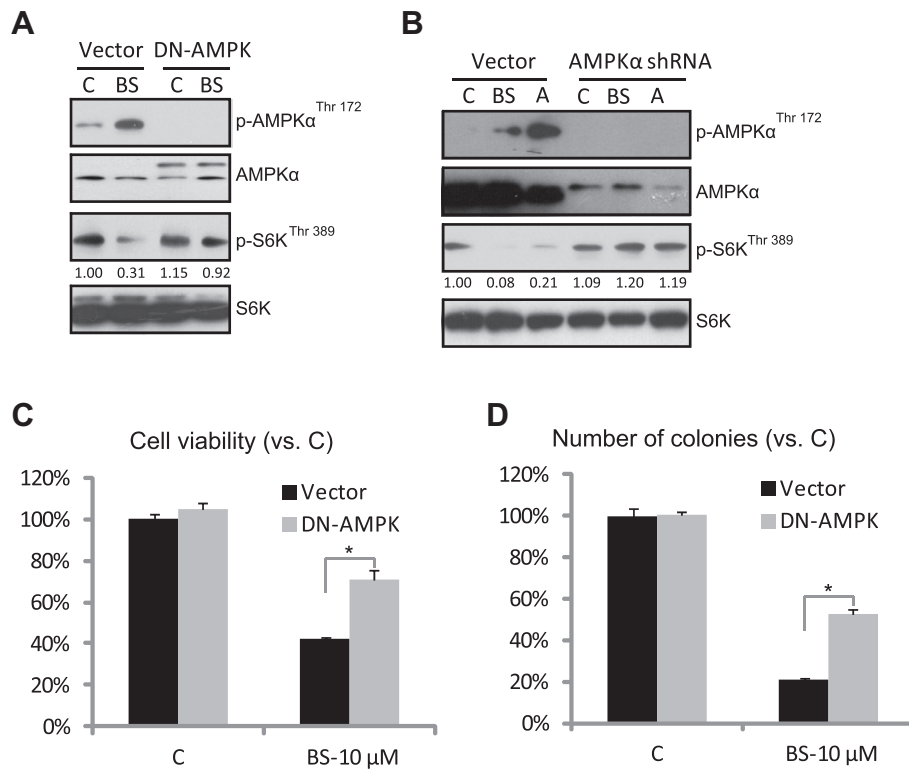 A
Vector DN-AMPK
C BS C BS
p-AMPKα Thr 172
AMPKα
p-S6K Thr 389
1.00 0.31 1.15 0.92
S6K
B
Vector AMPKα shRNA
C BS A C BS A
p-AMPKα Thr 172
AMPKα
p-S6K Thr 389
1.00 0.08 0.21 1.09 1.20 1.19
S6K
C
Cell viability (vs. C)
120%
100%
80%
60%
40%
20%
0%
Vector
DN-AMPK
*
C BS-10 µM
D
Number of colonies (vs. C)
120%
100%
80%
60%
40%
20%
0%
Vector
DN-AMPK
*
C BS-10 µM